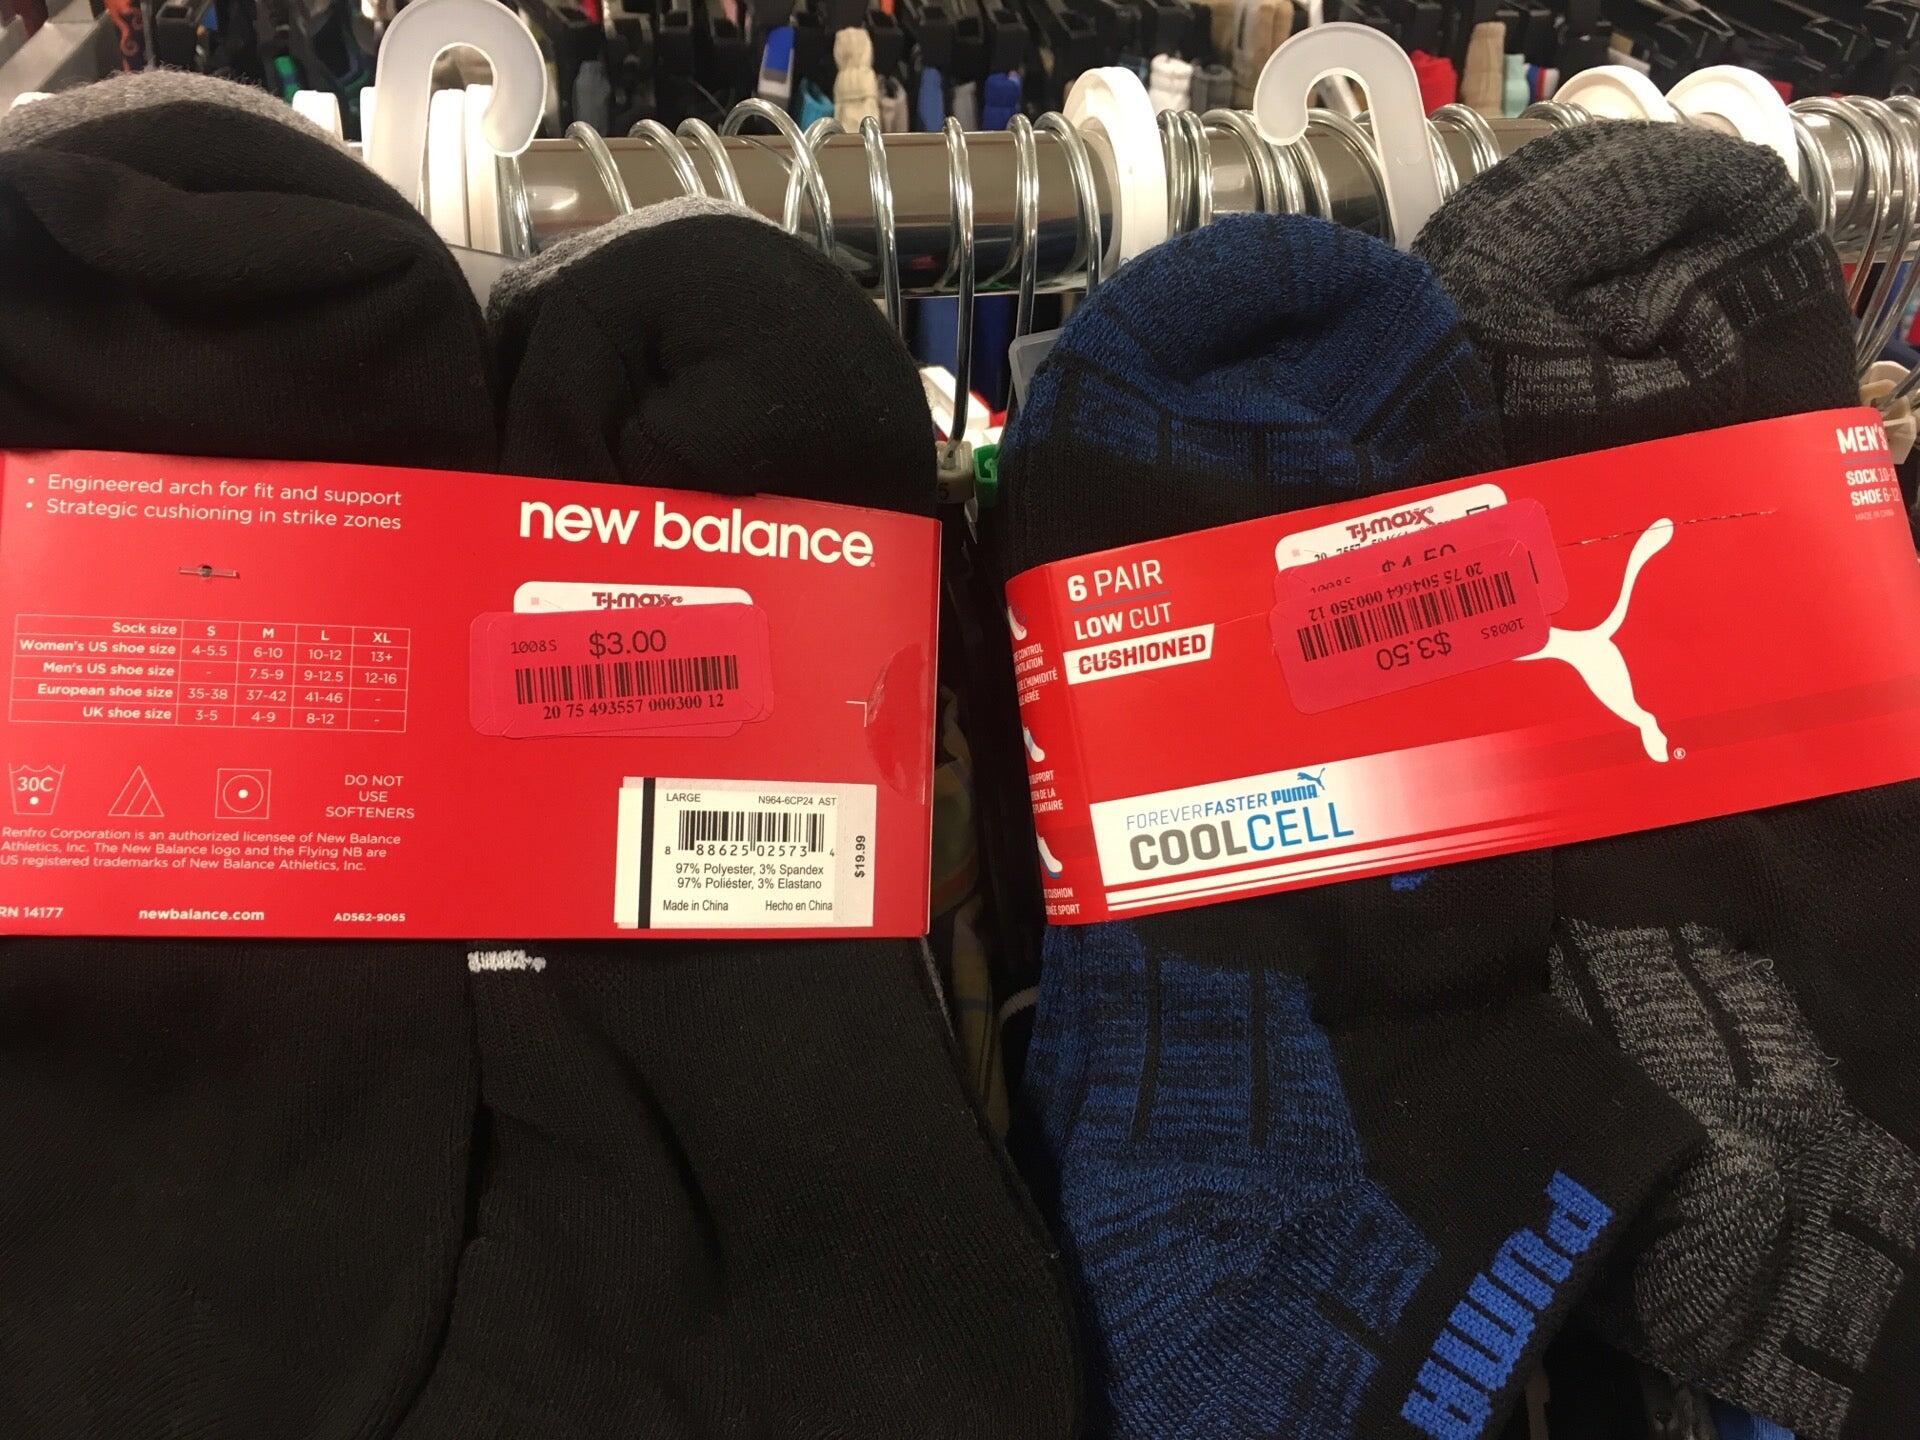 • Engineered arch for fit and support
• Strategic cushioning in strike zones
new balance
Sock size S M L XL
Women's US shoe size 4-5.5 6-10 10-12 13+
Men's US shoe size - 7.5-9 9-12.5 12-16
European shoe size 35-38 37-42 41-46 -
UK shoe size 3-5 4-9 8-12 -
30C
DO NOT
USE
SOFTENERS
Renfro Corporation is an authorized licensee of New Balance
Athletics, Inc. The New Balance logo and the Flying NB are
US registered trademarks of New Balance Athletics, Inc.
RN 14177 newbalance.com AD562-9065
T·J·maxx
1008S $3.00
20 75 493557 000300 12
LARGE N964-6CP24 AST
8 88625 02573 4
$19.99
97% Polyester, 3% Spandex
97% Poliéster, 3% Elastano
Made in China Hecho en China
6 PAIR
LOW CUT
CUSHIONED
T·J·maxx
20 75 504664 000350 12
$3.50 1008S
MEN'S
SOCK
SHOE
MADE IN CHINA
FOREVER FASTER PUMA
COOLCELL
CUSHION
SPORT
PUMA